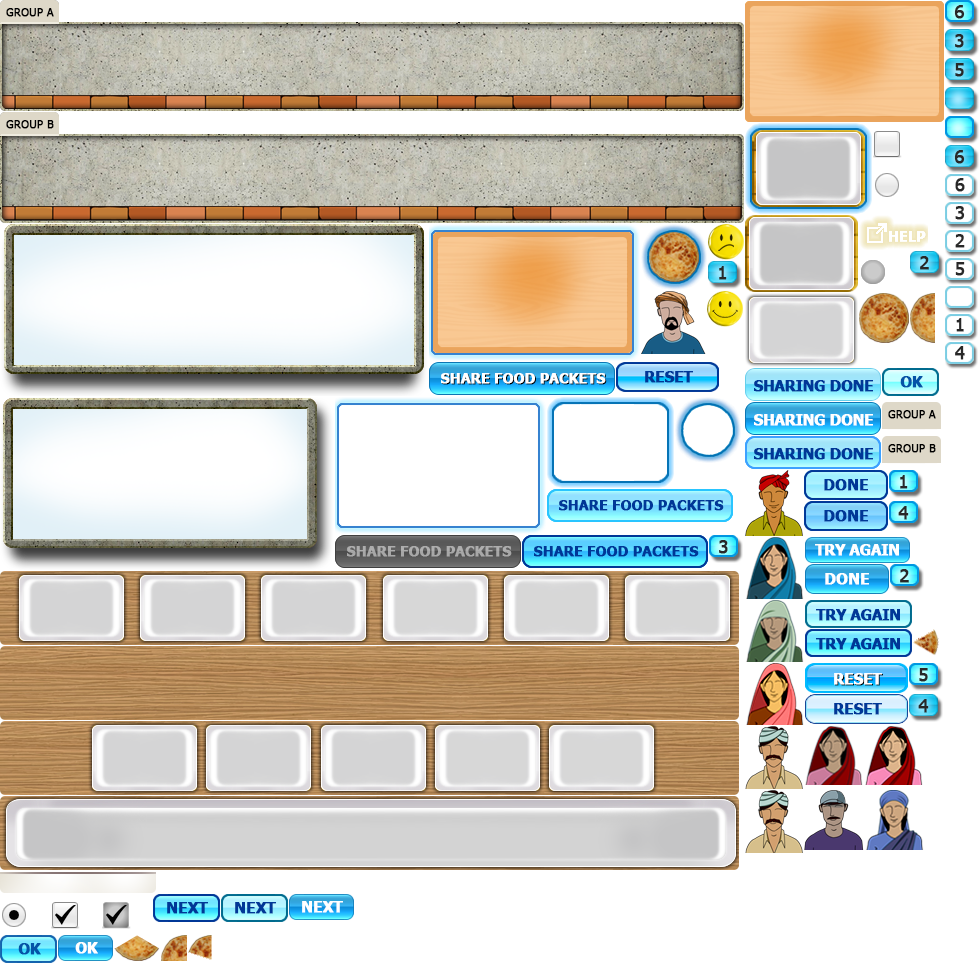 GROUP A
6
3
5
GROUP B
6
6
3
2
HELP
2
5
1
1
4
SHARE FOOD PACKETS
RESET
SHARING DONE
OK
SHARING DONE
GROUP A
SHARING DONE
GROUP B
DONE
1
SHARE FOOD PACKETS
DONE
4
SHARE FOOD PACKETS
SHARE FOOD PACKETS
3
TRY AGAIN
DONE
2
TRY AGAIN
TRY AGAIN
RESET
5
RESET
4
NEXT
NEXT
NEXT
OK
OK